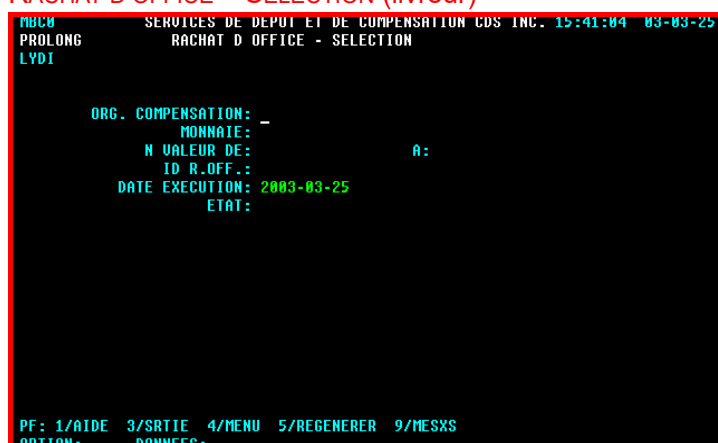 RACHAT D'OFFICE – SÉLECTION (livreur)
MBC0 SERVICES DE DEPOT ET DE COMPENSATION CDS INC. 15:41:04 03-03-25
PROLONG RACHAT D OFFICE - SELECTION
LYDI
ORG. COMPENSATION: _
MONNAIE:
N VALEUR DE: A:
ID R.OFF.:
DATE EXECUTION: 2003-03-25
ETAT:
PF: 1/AIDE 3/SRTIE 4/MENU 5/REGENERER 9/MESXS
OPTION: DONNEES: